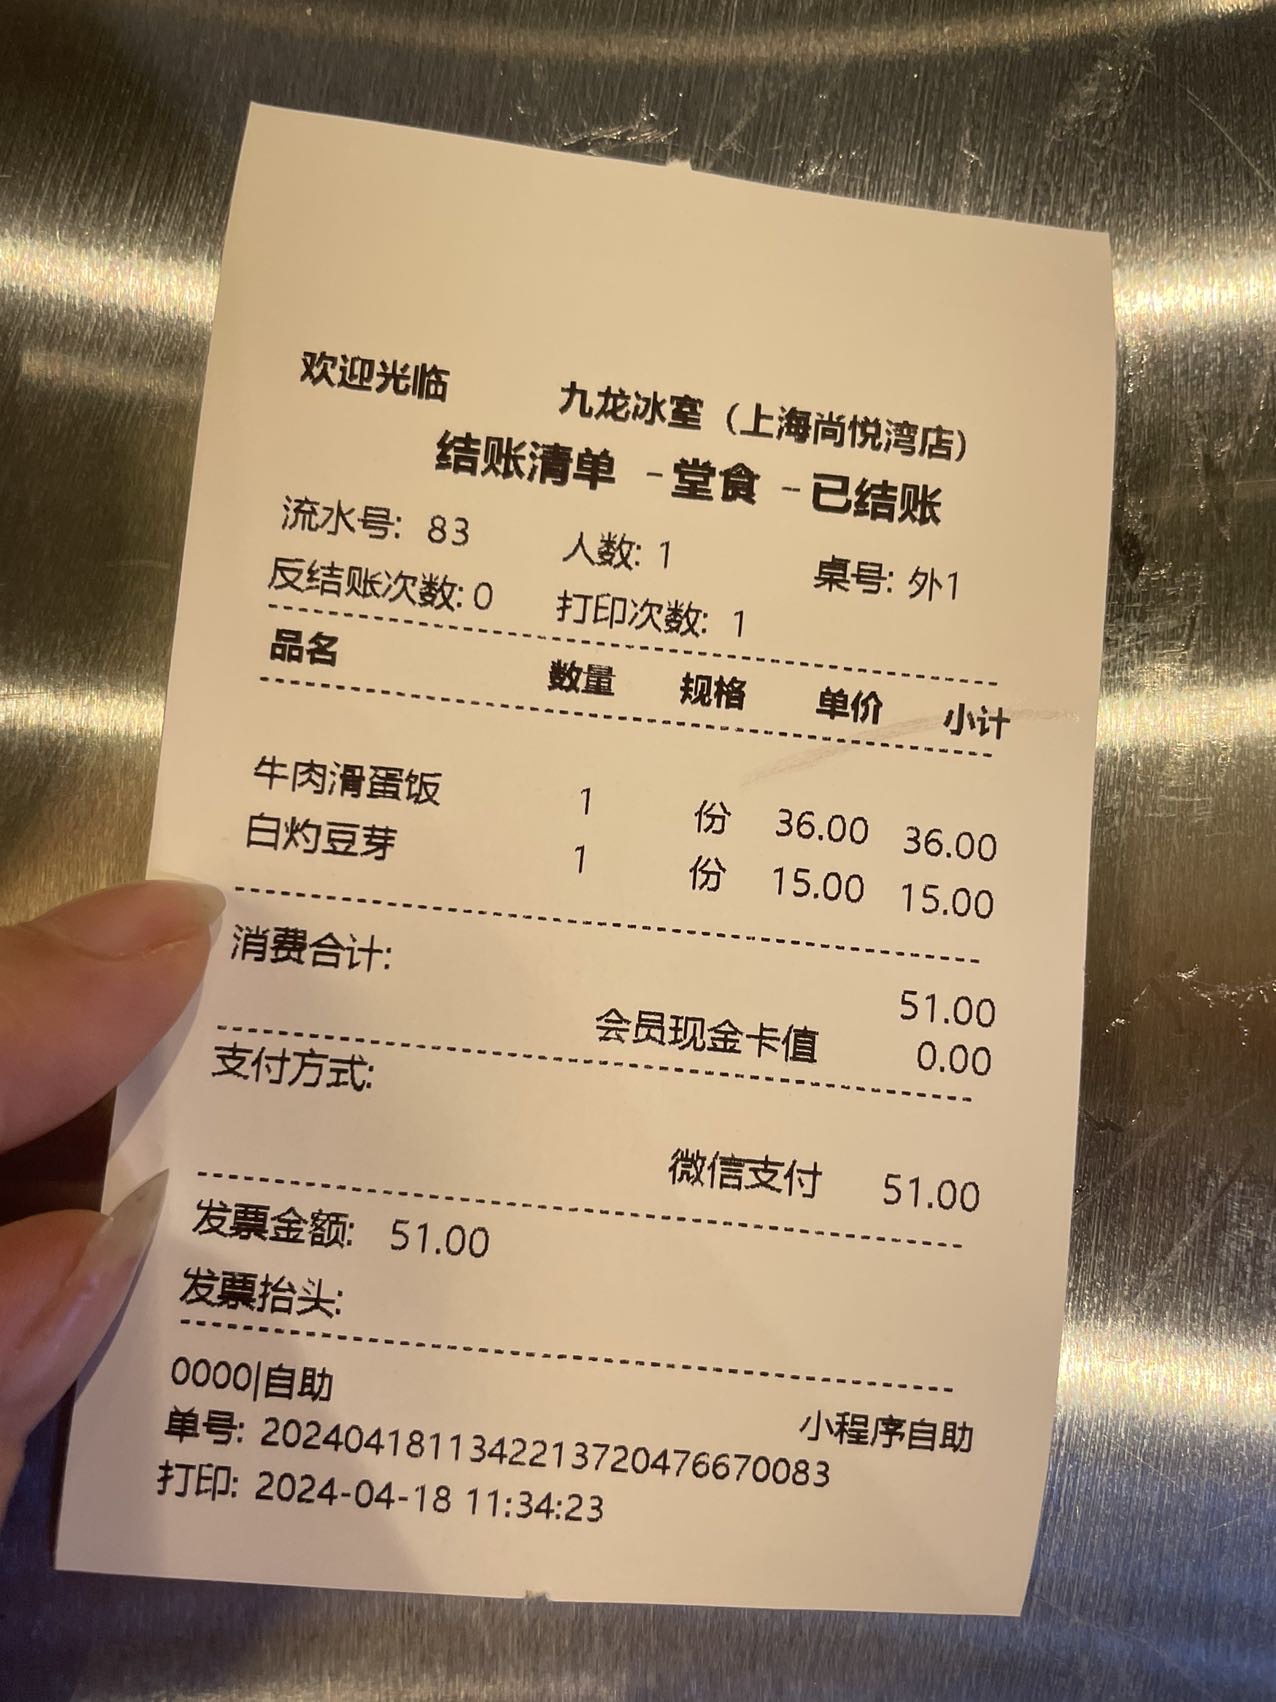 欢迎光临 九龙冰室（上海尚悦湾店）
结账清单 -堂食 -已结账
流水号: 83 人数: 1 桌号: 外1
反结账次数: 0 打印次数: 1
品名 数量 规格 单价 小计
牛肉滑蛋饭 1 份 36.00 36.00
白灼豆芽 1 份 15.00 15.00
消费合计: 51.00
会员现金卡值 0.00
支付方式:
微信支付 51.00
发票金额: 51.00
发票抬头:
0000|自助 小程序自助
单号: 20240418113422137204766​70083
打印: 2024-04-18 11:34:23